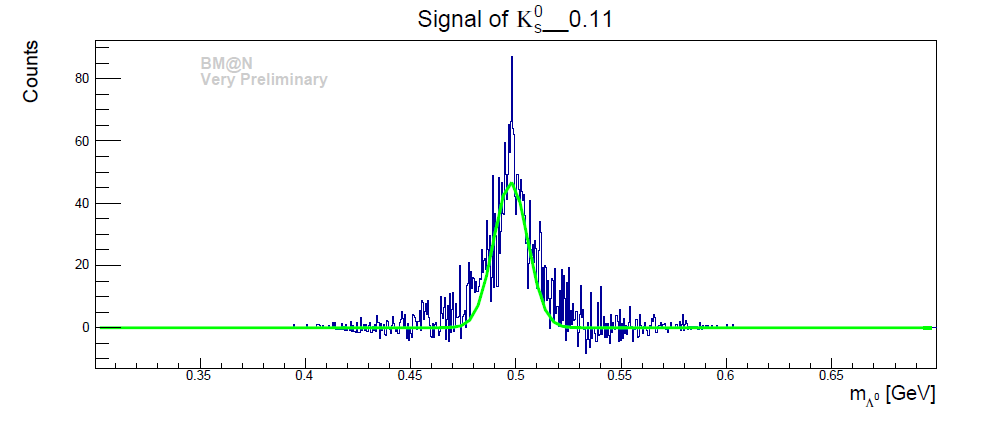 Signal of K⁰ₛ__0.11
Counts
BM@N
Very Preliminary
80
60
40
20
0
0.35 0.4 0.45 0.5 0.55 0.6 0.65
m_Λ⁰ [GeV]